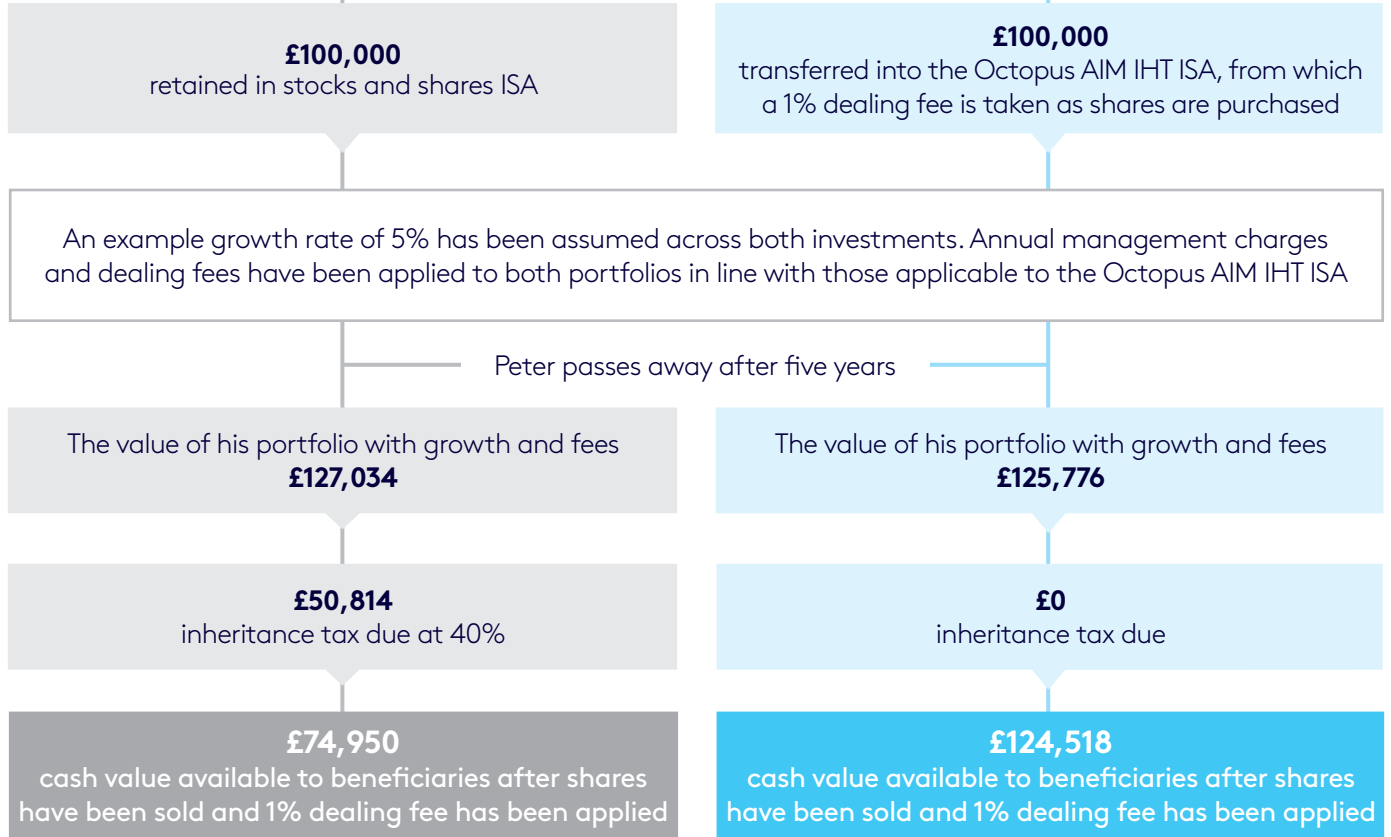 £100,000
retained in stocks and shares ISA
£100,000
transferred into the Octopus AIM IHT ISA, from which
a 1% dealing fee is taken as shares are purchased
An example growth rate of 5% has been assumed across both investments. Annual management charges
and dealing fees have been applied to both portfolios in line with those applicable to the Octopus AIM IHT ISA
Peter passes away after five years
The value of his portfolio with growth and fees
£127,034
The value of his portfolio with growth and fees
£125,776
£50,814
inheritance tax due at 40%
£0
inheritance tax due
£74,950
cash value available to beneficiaries after shares
have been sold and 1% dealing fee has been applied
£124,518
cash value available to beneficiaries after shares
have been sold and 1% dealing fee has been applied